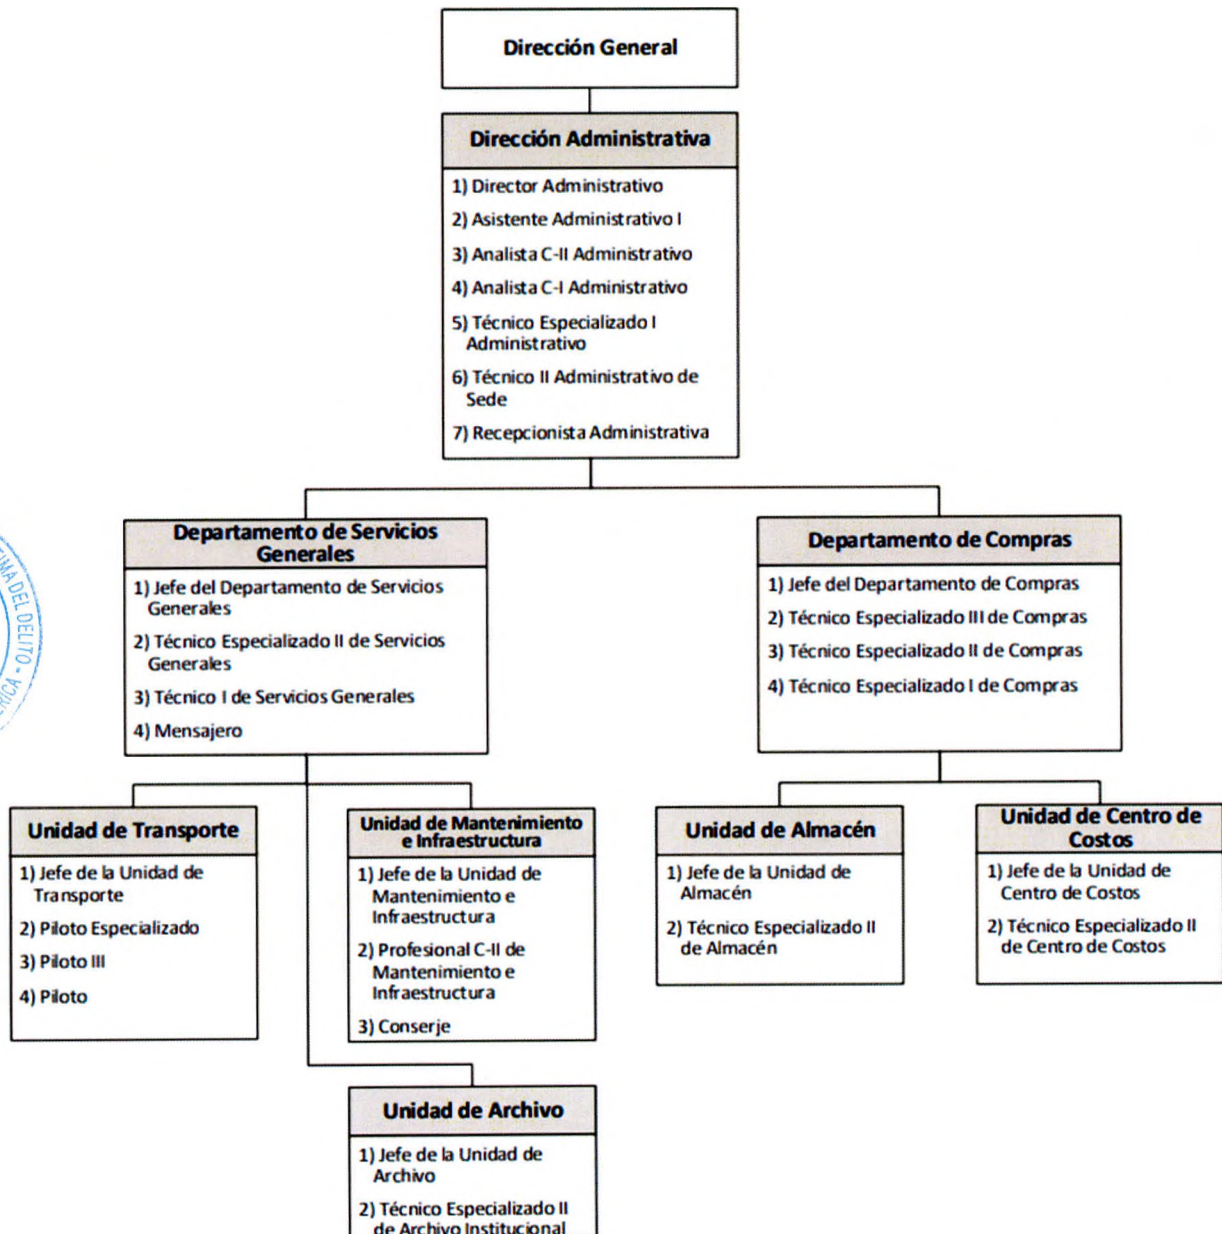 Dirección General
Dirección Administrativa
1) Director Administrativo
2) Asistente Administrativo I
3) Analista C-II Administrativo
4) Analista C-I Administrativo
5) Técnico Especializado I
Administrativo
6) Técnico II Administrativo de
Sede
7) Recepcionista Administrativa
Departamento de Servicios
Generales
1) Jefe del Departamento de Servicios
Generales
2) Técnico Especializado II de Servicios
Generales
3) Técnico I de Servicios Generales
4) Mensajero
Departamento de Compras
1) Jefe del Departamento de Compras
2) Técnico Especializado III de Compras
3) Técnico Especializado II de Compras
4) Técnico Especializado I de Compras
DEL DELITO
Unidad de Transporte
1) Jefe de la Unidad de
Transporte
2) Piloto Especializado
3) Piloto III
4) Piloto
Unidad de Mantenimiento
e Infraestructura
1) Jefe de la Unidad de
Mantenimiento e
Infraestructura
2) Profesional C-II de
Mantenimiento e
Infraestructura
3) Conserje
Unidad de Almacén
1) Jefe de la Unidad de
Almacén
2) Técnico Especializado II
de Almacén
Unidad de Centro de
Costos
1) Jefe de la Unidad de
Centro de Costos
2) Técnico Especializado II
de Centro de Costos
Unidad de Archivo
1) Jefe de la Unidad de
Archivo
2) Técnico Especializado II
de Archivo Institucional